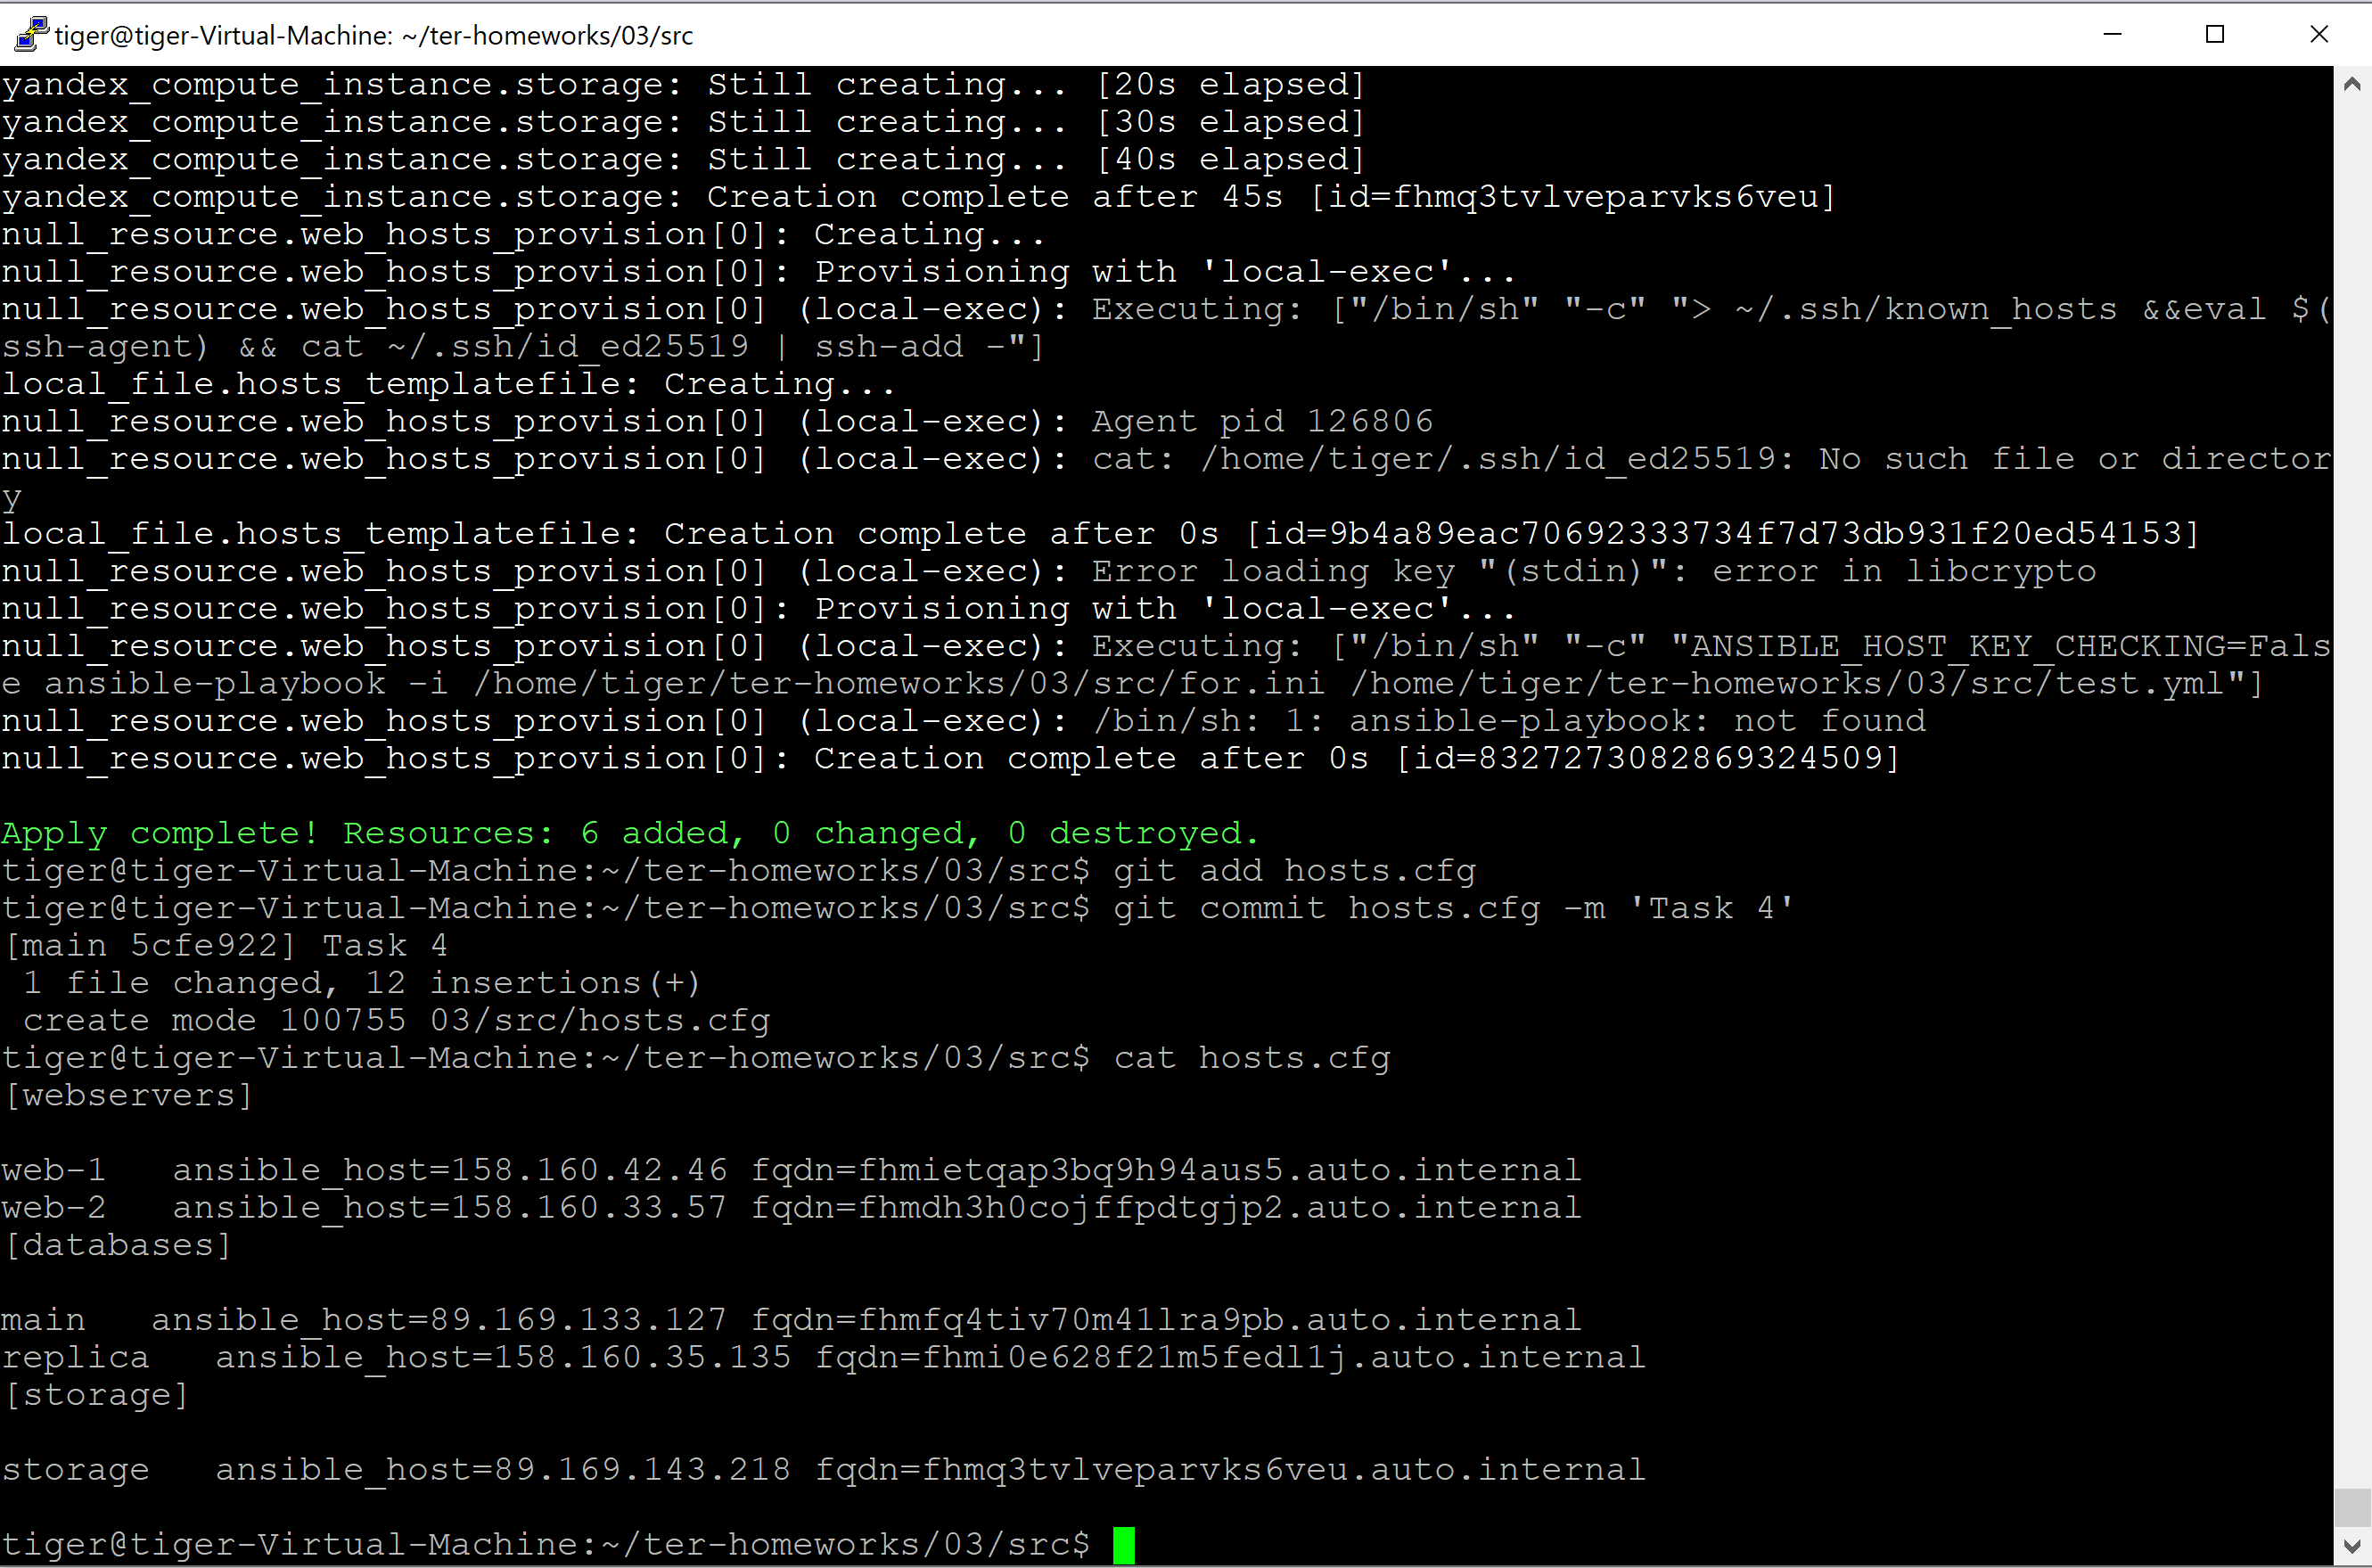 tiger@tiger-Virtual-Machine: ~/ter-homeworks/03/src
yandex_compute_instance.storage: Still creating... [20s elapsed]
yandex_compute_instance.storage: Still creating... [30s elapsed]
yandex_compute_instance.storage: Still creating... [40s elapsed]
yandex_compute_instance.storage: Creation complete after 45s [id=fhmq3tvlveparvks6veu]
null_resource.web_hosts_provision[0]: Creating...
null_resource.web_hosts_provision[0]: Provisioning with 'local-exec'...
null_resource.web_hosts_provision[0] (local-exec): Executing: ["/bin/sh" "-c" "> ~/.ssh/known_hosts &&eval $(
ssh-agent) && cat ~/.ssh/id_ed25519 | ssh-add -"]
local_file.hosts_templatefile: Creating...
null_resource.web_hosts_provision[0] (local-exec): Agent pid 126806
null_resource.web_hosts_provision[0] (local-exec): cat: /home/tiger/.ssh/id_ed25519: No such file or director
y
local_file.hosts_templatefile: Creation complete after 0s [id=9b4a89eac70692333734f7d73db931f20ed54153]
null_resource.web_hosts_provision[0] (local-exec): Error loading key "(stdin)": error in libcrypto
null_resource.web_hosts_provision[0]: Provisioning with 'local-exec'...
null_resource.web_hosts_provision[0] (local-exec): Executing: ["/bin/sh" "-c" "ANSIBLE_HOST_KEY_CHECKING=Fals
e ansible-playbook -i /home/tiger/ter-homeworks/03/src/for.ini /home/tiger/ter-homeworks/03/src/test.yml"]
null_resource.web_hosts_provision[0] (local-exec): /bin/sh: 1: ansible-playbook: not found
null_resource.web_hosts_provision[0]: Creation complete after 0s [id=8327273082869324509]
Apply complete! Resources: 6 added, 0 changed, 0 destroyed.
tiger@tiger-Virtual-Machine:~/ter-homeworks/03/src$ git add hosts.cfg
tiger@tiger-Virtual-Machine:~/ter-homeworks/03/src$ git commit hosts.cfg -m 'Task 4'
[main 5cfe922] Task 4
 1 file changed, 12 insertions(+)
 create mode 100755 03/src/hosts.cfg
tiger@tiger-Virtual-Machine:~/ter-homeworks/03/src$ cat hosts.cfg
[webservers]
web-1   ansible_host=158.160.42.46 fqdn=fhmietqap3bq9h94aus5.auto.internal
web-2   ansible_host=158.160.33.57 fqdn=fhmdh3h0cojffpdtgjp2.auto.internal
[databases]
main   ansible_host=89.169.133.127 fqdn=fhmfq4tiv70m41lra9pb.auto.internal
replica   ansible_host=158.160.35.135 fqdn=fhmi0e628f21m5fedl1j.auto.internal
[storage]
storage   ansible_host=89.169.143.218 fqdn=fhmq3tvlveparvks6veu.auto.internal
tiger@tiger-Virtual-Machine:~/ter-homeworks/03/src$